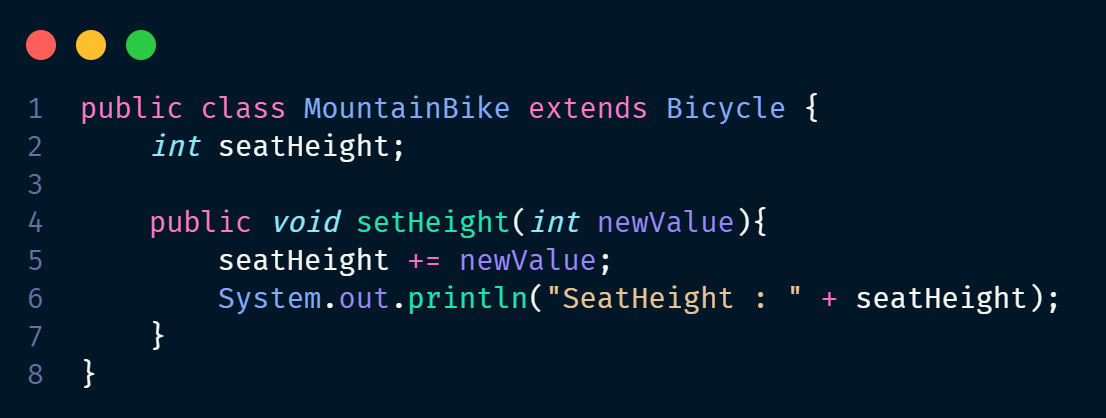 1 public class MountainBike extends Bicycle {
2     int seatHeight;
3
4     public void setHeight(int newValue){
5         seatHeight += newValue;
6         System.out.println("SeatHeight : " + seatHeight);
7     }
8 }